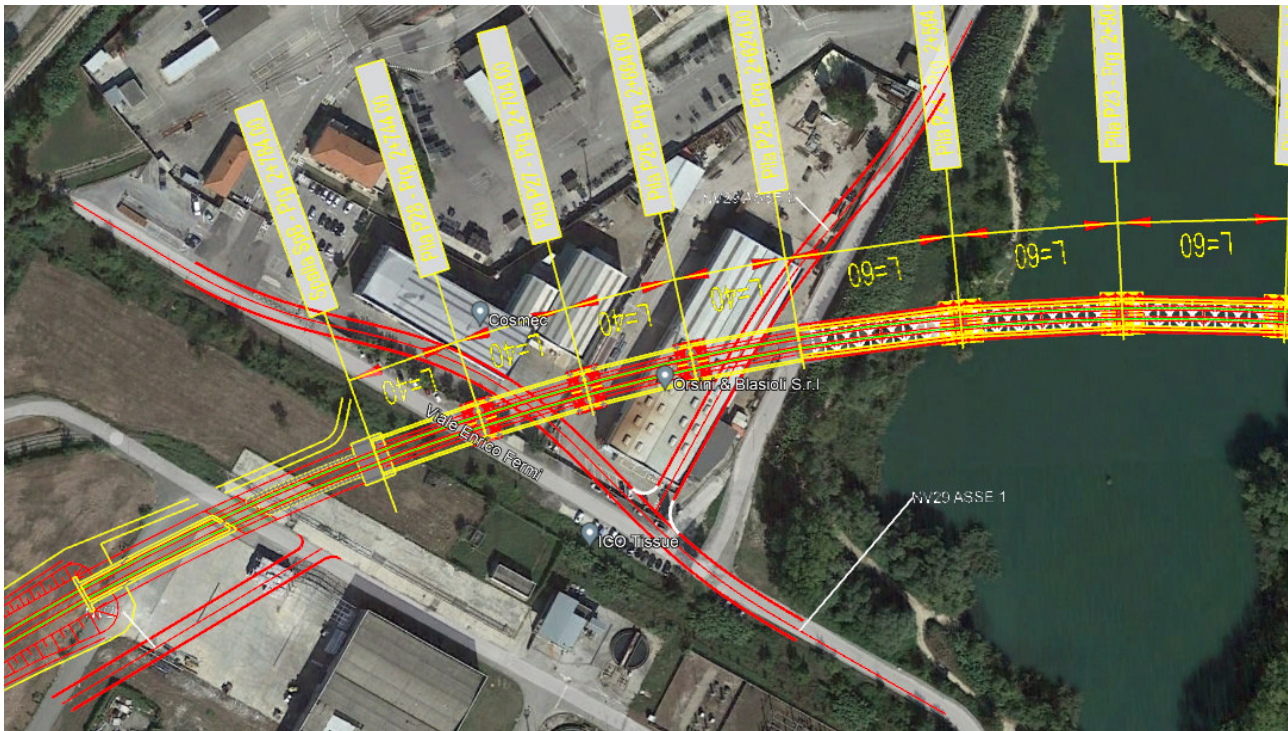 Spalla - Prg. 2+784.00
Pila P28 - Prg. 2+744.00
Pila P27 - Prg. 2+704.00
Pila P26 - Prg. 2+664.00
Pila P25 - Prg. 2+624.00
Pila P24 - Prg. 2+564
Pila P23 - Prg 2+504
NV29 ASSE
L=40
L=40
L=40
L=40
L=60
L=60
L=60
Cosmec
Orsini & Blasioli S.r.l
Viale Enrico Fermi
NV29 ASSE 1
ICO Tissue